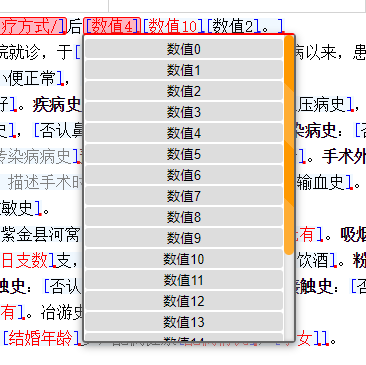 疗方式/]后[数值4][数值10][数值2]。]
院就诊，于[
病以来，患
小便正常]，
好]。疾病史
压病史]，
史]，[否认鼻
染病史：[否
传染病病史]
。手术外
描述手术时
输血史]。
敏史]。
紫金县河窝
有]。吸烟
日支数]支，
饮酒]。粉
触史：[否认
接触史：[否
有]。冶游史
[结婚年龄]
女]]。
数值0
数值1
数值2
数值3
数值4
数值5
数值6
数值7
数值8
数值9
数值10
数值11
数值12
数值13